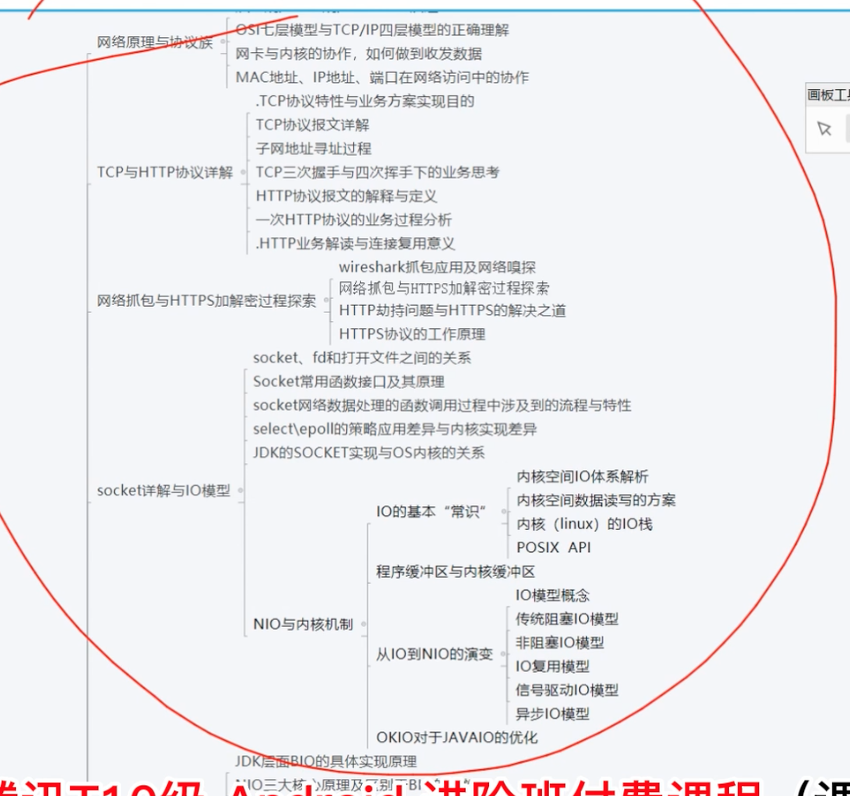 OSI七层模型与TCP/IP四层模型的正确理解
网络原理与协议族
网卡与内核的协作，如何做到收发数据
MAC地址、IP地址、端口在网络访问中的协作
画板工具
.TCP协议特性与业务方案实现目的
TCP协议报文详解
子网地址寻址过程
TCP与HTTP协议详解
TCP三次握手与四次挥手下的业务思考
HTTP协议报文的解释与定义
一次HTTP协议的业务过程分析
.HTTP业务解读与连接复用意义
wireshark抓包应用及网络嗅探
网络抓包与HTTPS加解密过程探索
网络抓包与HTTPS加解密过程探索
HTTP劫持问题与HTTPS的解决之道
HTTPS协议的工作原理
socket、fd和打开文件之间的关系
Socket常用函数接口及其原理
socket网络数据处理的函数调用过程中涉及到的流程与特性
select\epoll的策略应用差异与内核实现差异
JDK的SOCKET实现与OS内核的关系
socket详解与IO模型
内核空间IO体系解析
IO的基本“常识”
内核空间数据读写的方案
内核（linux）的IO栈
POSIX API
程序缓冲区与内核缓冲区
NIO与内核机制
IO模型概念
传统阻塞IO模型
非阻塞IO模型
从IO到NIO的演变
IO复用模型
信号驱动IO模型
异步IO模型
OKIO对于JAVAIO的优化
JDK层面BIO的具体实现原理
NIO三大核心原理及区别于BI
腾讯T10级 Android 进阶班付费课程（课